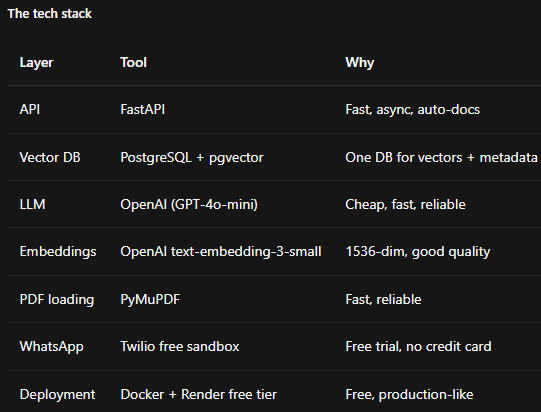 The tech stack
Layer Tool Why
API FastAPI Fast, async, auto-docs
Vector DB PostgreSQL + pgvector One DB for vectors + metadata
LLM OpenAI (GPT-4o-mini) Cheap, fast, reliable
Embeddings OpenAI text-embedding-3-small 1536-dim, good quality
PDF loading PyMuPDF Fast, reliable
WhatsApp Twilio free sandbox Free trial, no credit card
Deployment Docker + Render free tier Free, production-like